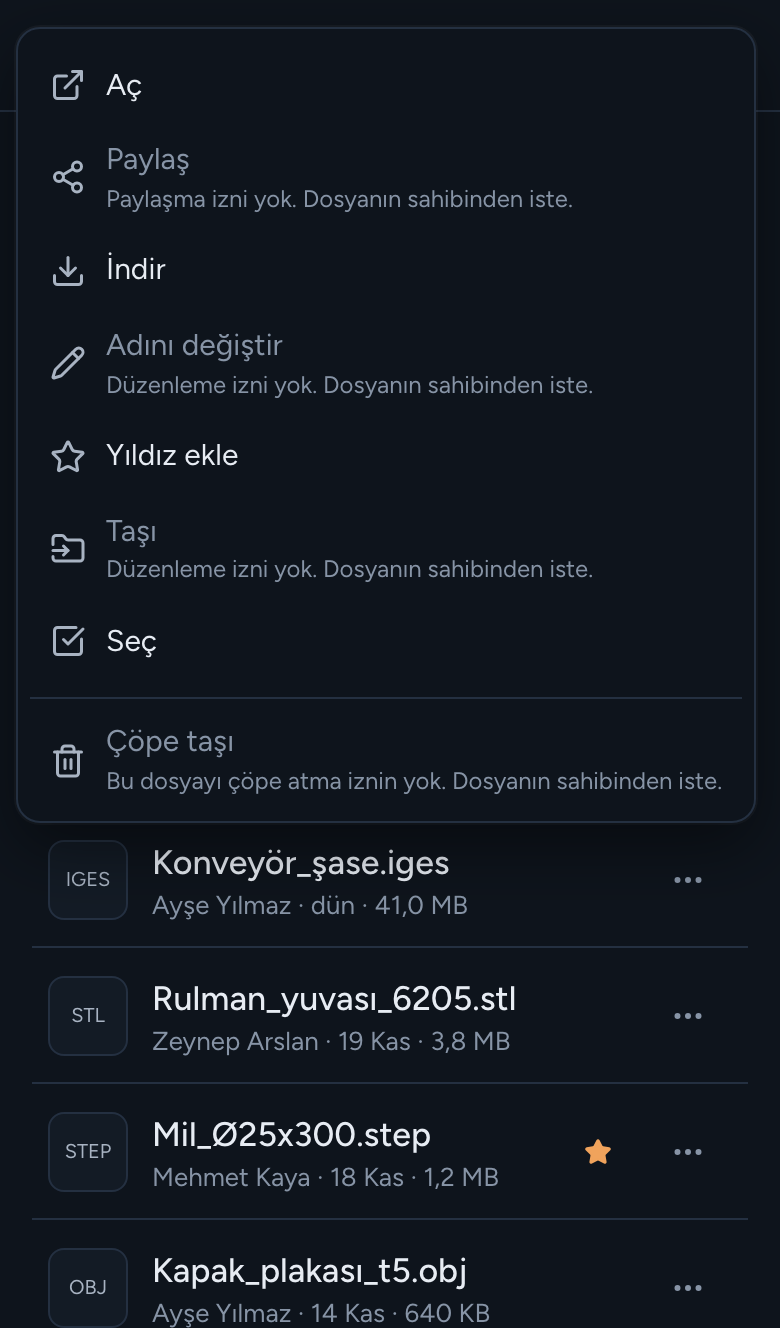 Aç
Paylaş
Paylaşma izni yok. Dosyanın sahibinden iste.
İndir
Adını değiştir
Düzenleme izni yok. Dosyanın sahibinden iste.
Yıldız ekle
Taşı
Düzenleme izni yok. Dosyanın sahibinden iste.
Seç
Çöpe taşı
Bu dosyayı çöpe atma iznin yok. Dosyanın sahibinden iste.
IGES
Konveyör_şase.iges
Ayşe Yılmaz · dün · 41,0 MB
STL
Rulman_yuvası_6205.stl
Zeynep Arslan · 19 Kas · 3,8 MB
STEP
Mil_Ø25x300.step
Mehmet Kaya · 18 Kas · 1,2 MB
OBJ
Kapak_plakası_t5.obj
Ayşe Yılmaz · 14 Kas · 640 KB